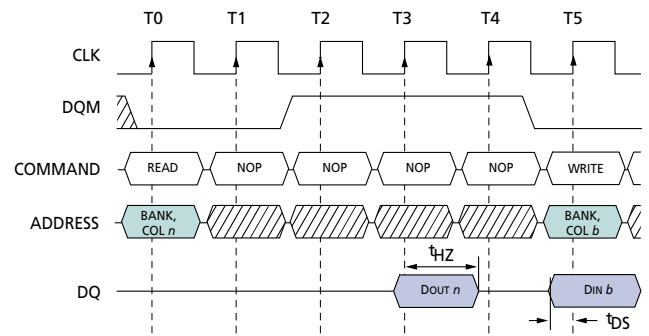 T0 T1 T2 T3 T4 T5
CLK
DQM
COMMAND READ NOP NOP NOP NOP WRITE
ADDRESS BANK, COL n BANK, COL b
tHZ
DQ DOUT n DIN b
tDS